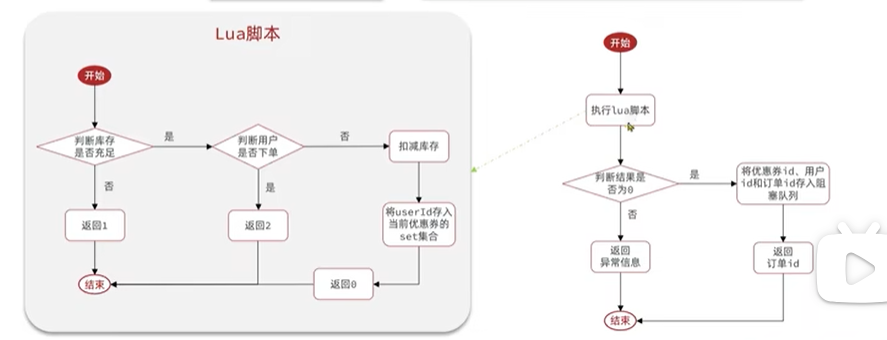 Lua脚本
开始
判断库存
是否充足
是
判断用户
是否下单
否
扣减库存
否
是
返回1
返回2
将userId存入
当前优惠券的
set集合
结束
返回0
开始
执行lua脚本
判断结果是
否为0
是
将优惠券id、用户
id和订单id存入阻
塞队列
否
返回
异常信息
返回
订单id
结束